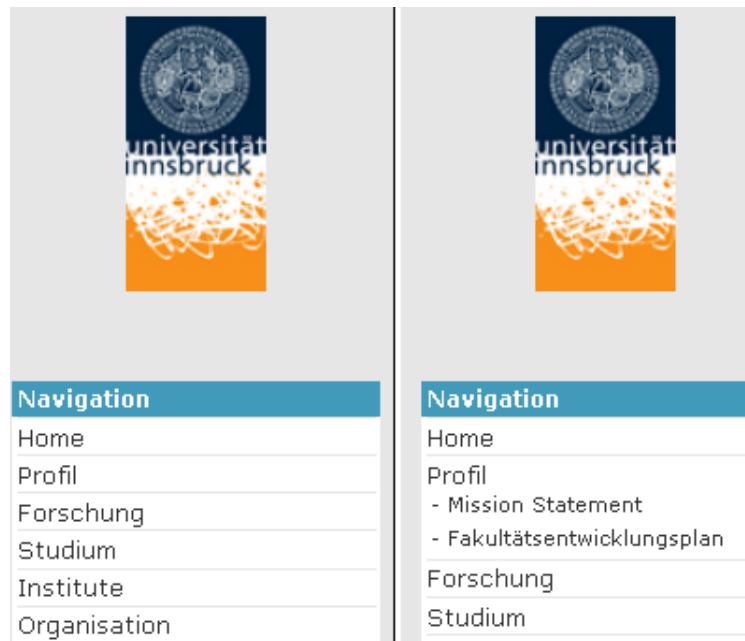 universität
innsbruck
Navigation
Home
Profil
Forschung
Studium
Institute
Organisation
universität
innsbruck
Navigation
Home
Profil
- Mission Statement
- Fakultätsentwicklungsplan
Forschung
Studium